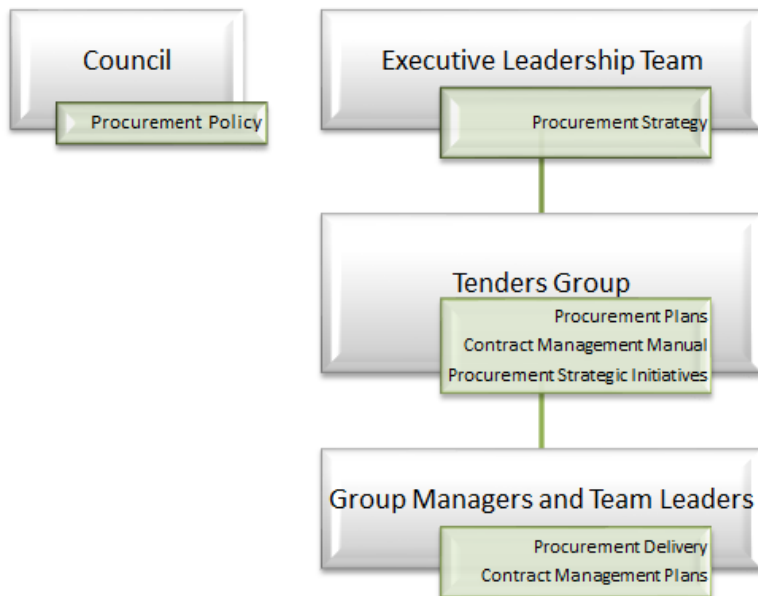 Council
Procurement Policy
Executive Leadership Team
Procurement Strategy
Tenders Group
Procurement Plans
Contract Management Manual
Procurement Strategic Initiatives
Group Managers and Team Leaders
Procurement Delivery
Contract Management Plans